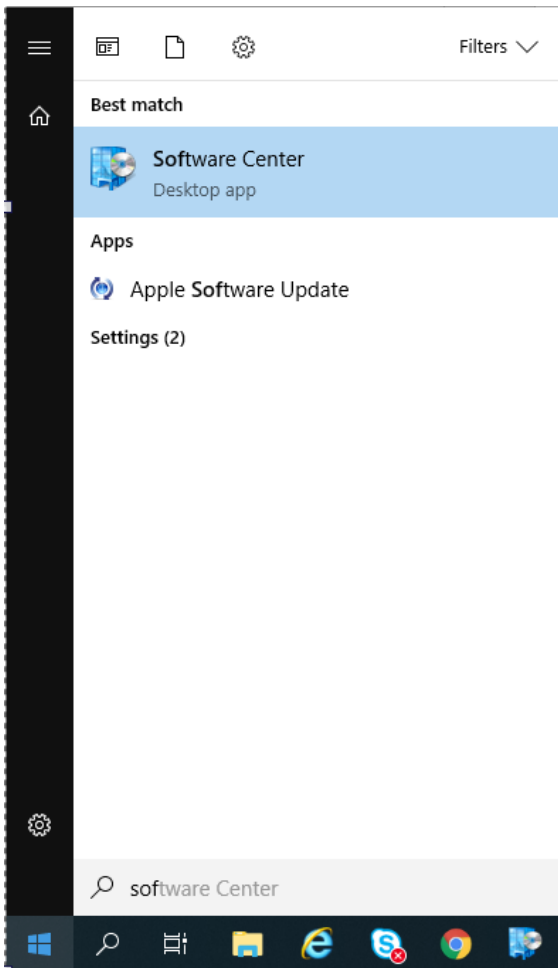 Filters
Best match
Software Center
Desktop app
Apps
Apple Software Update
Settings (2)
software Center